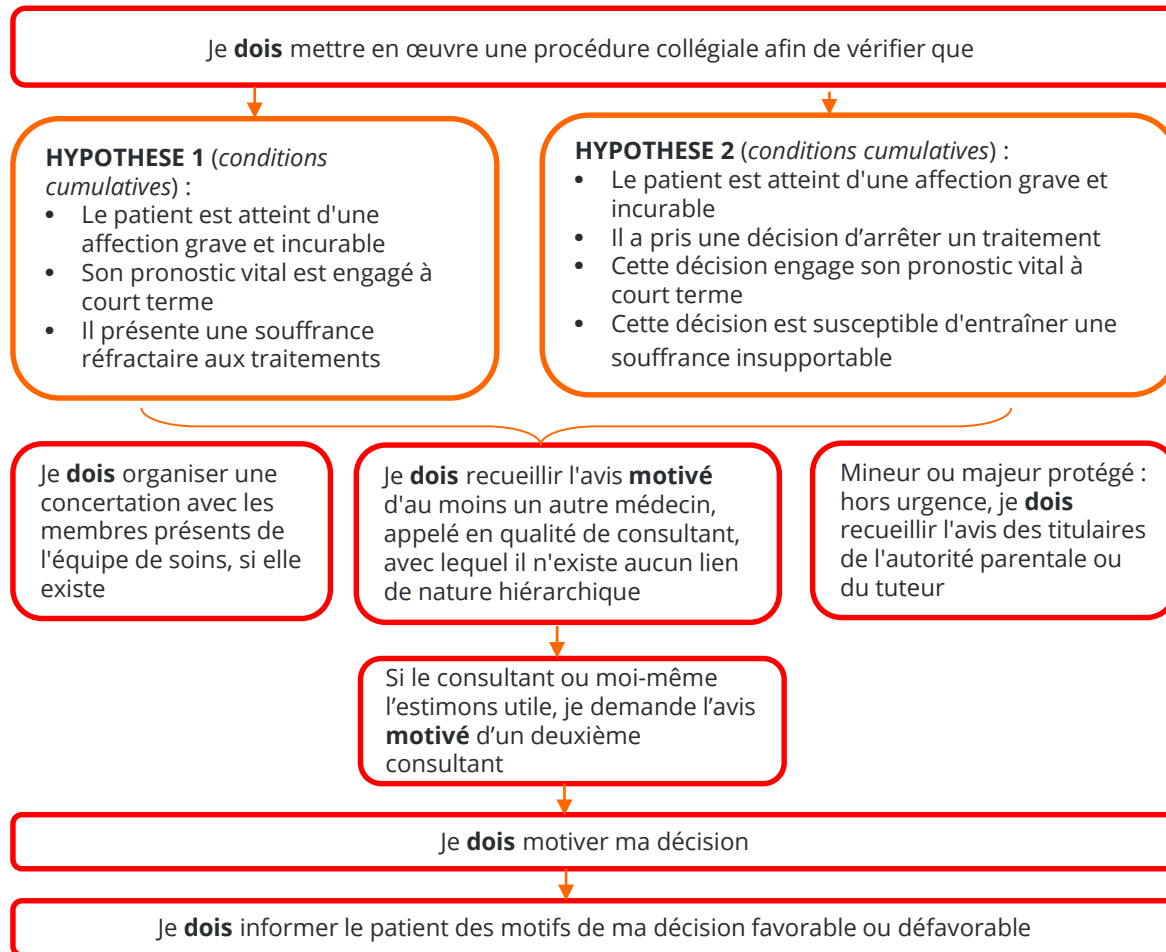 Je dois mettre en œuvre une procédure collégiale afin de vérifier que
HYPOTHESE 1 (conditions
cumulatives) :
• Le patient est atteint d'une
affection grave et incurable
• Son pronostic vital est engagé à
court terme
• Il présente une souffrance
réfractaire aux traitements
HYPOTHESE 2 (conditions cumulatives) :
• Le patient est atteint d'une affection grave et
incurable
• Il a pris une décision d’arrêter un traitement
• Cette décision engage son pronostic vital à
court terme
• Cette décision est susceptible d'entraîner une
souffrance insupportable
Je dois organiser une
concertation avec les
membres présents de
l'équipe de soins, si elle
existe
Je dois recueillir l'avis motivé
d'au moins un autre médecin,
appelé en qualité de consultant,
avec lequel il n'existe aucun lien
de nature hiérarchique
Mineur ou majeur protégé :
hors urgence, je dois
recueillir l'avis des titulaires
de l'autorité parentale ou
du tuteur
Si le consultant ou moi-même
l’estimons utile, je demande l’avis
motivé d’un deuxième
consultant
Je dois motiver ma décision
Je dois informer le patient des motifs de ma décision favorable ou défavorable